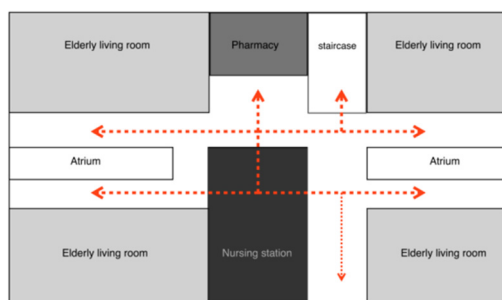 Elderly living room
Pharmacy
staircase
Elderly living room
Atrium
Atrium
Elderly living room
Nursing station
Elderly living room